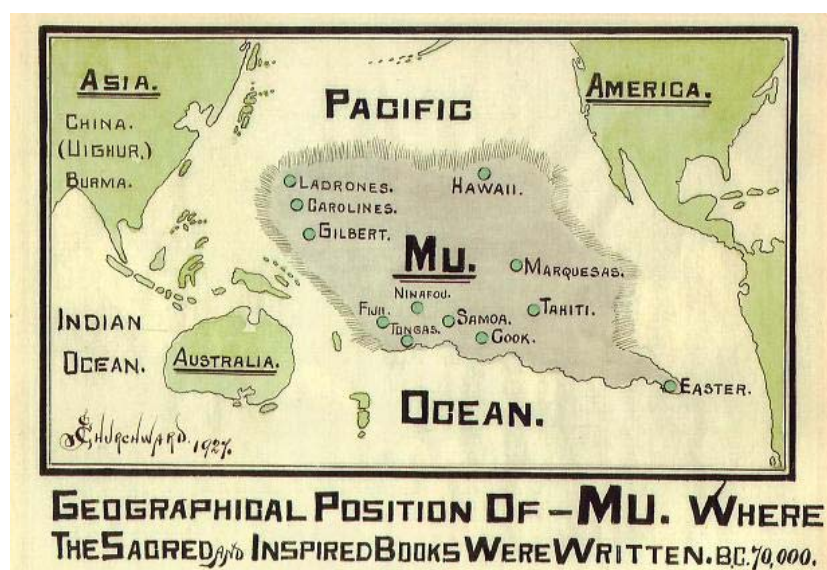 ASIA.
CHINA.
(UIGHUR.)
BURMA.
PACIFIC
AMERICA.
LADRONES.
CAROLINES.
GILBERT.
HAWAII.
MU.
MARQUESAS.
NINAFOU.
FIJII.
TONGAS.
SAMOA.
TAHITI.
COOK.
EASTER.
INDIAN
OCEAN.
AUSTRALIA.
OCEAN.
J CHURCHWARD. 1927.
GEOGRAPHICAL POSITION OF – MU. WHERE
THE SACRED AND INSPIRED BOOKS WERE WRITTEN. B.C. 70,000.